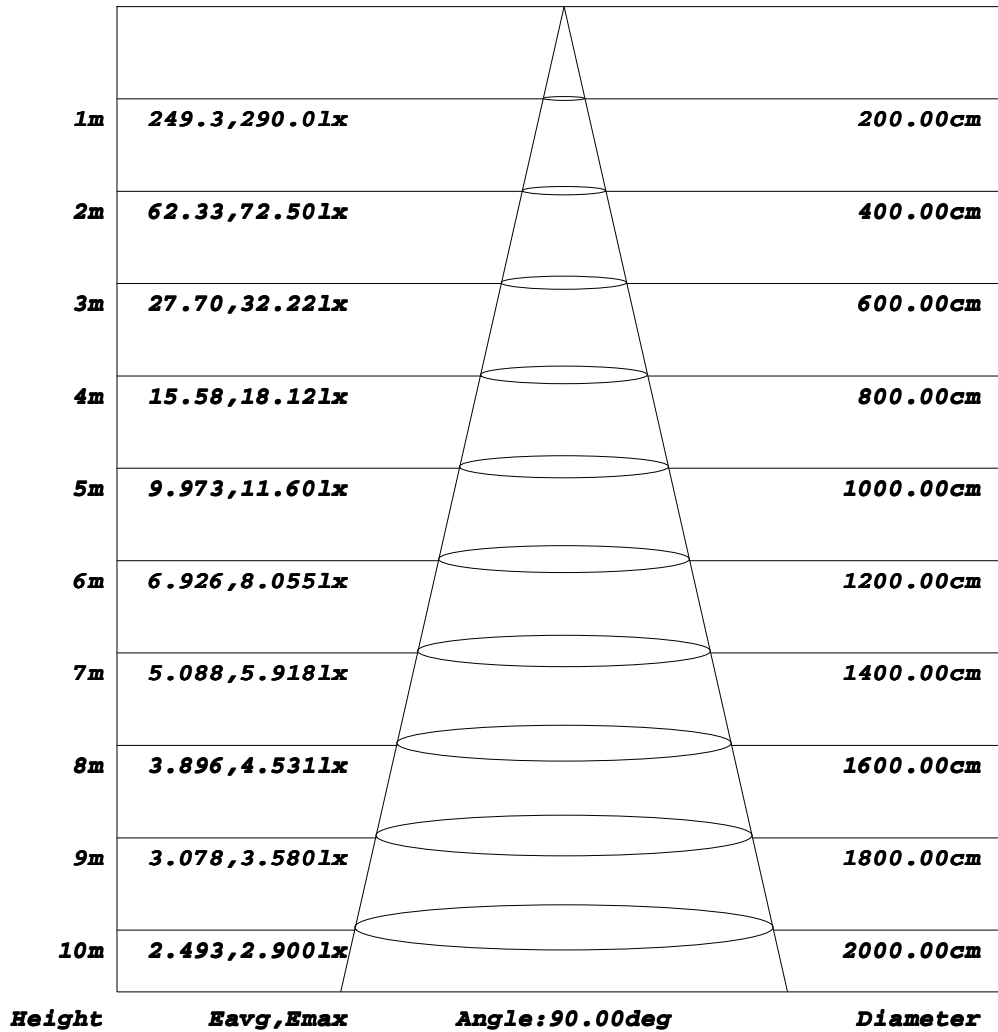 1m 249.3,290.0lx 200.00cm
2m 62.33,72.50lx 400.00cm
3m 27.70,32.22lx 600.00cm
4m 15.58,18.12lx 800.00cm
5m 9.973,11.60lx 1000.00cm
6m 6.926,8.055lx 1200.00cm
7m 5.088,5.918lx 1400.00cm
8m 3.896,4.531lx 1600.00cm
9m 3.078,3.580lx 1800.00cm
10m 2.493,2.900lx 2000.00cm
Height Eavg,Emax Angle:90.00deg Diameter